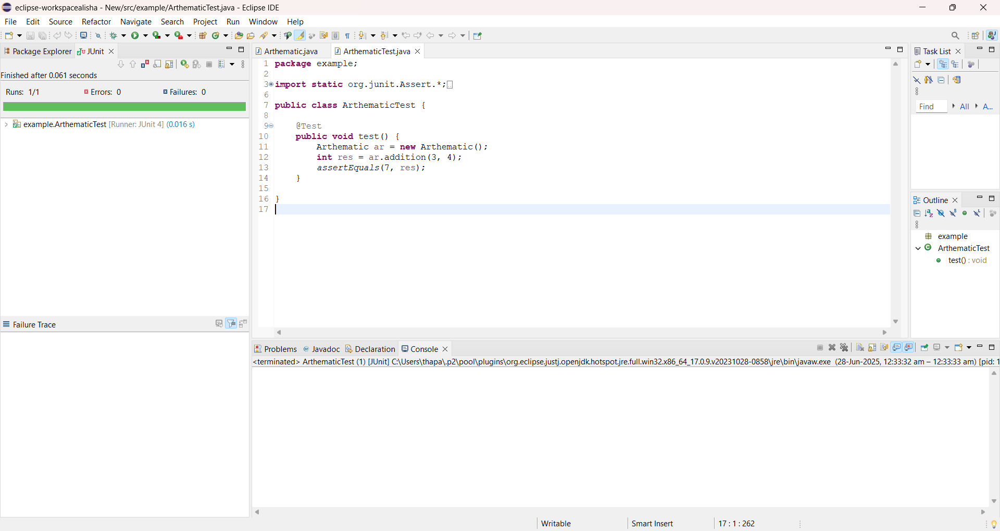 eclipse-workspacealisha - New/src/example/ArthematicTest.java - Eclipse IDE
File Edit Source Refactor Navigate Search Project Run Window Help
Package Explorer JUnit
Finished after 0.061 seconds
Runs: 1/1 Errors: 0 Failures: 0
example.ArthematicTest [Runner: JUnit 4] (0.016 s)
Failure Trace
Arthematic.java ArthematicTest.java
1 package example;
2
3 import static org.junit.Assert.*;
6
7 public class ArthematicTest {
8
9 @Test
10 public void test() {
11 Arthematic ar = new Arthematic();
12 int res = ar.addition(3, 4);
13 assertEquals(7, res);
14 }
15
16 }
17
Task List
Find All A...
Outline
example
ArthematicTest
test() : void
Problems Javadoc Declaration Console
<terminated> ArthematicTest (1) [JUnit] C:\Users\thapa\.p2\pool\plugins\org.eclipse.justj.openjdk.hotspot.jre.full.win32.x86_64_17.0.9.v20231028-0858\jre\bin\javaw.exe (28-Jun-2025, 12:33:32 am – 12:33:33 am) [pid: 1
Writable Smart Insert 17 : 1 : 262